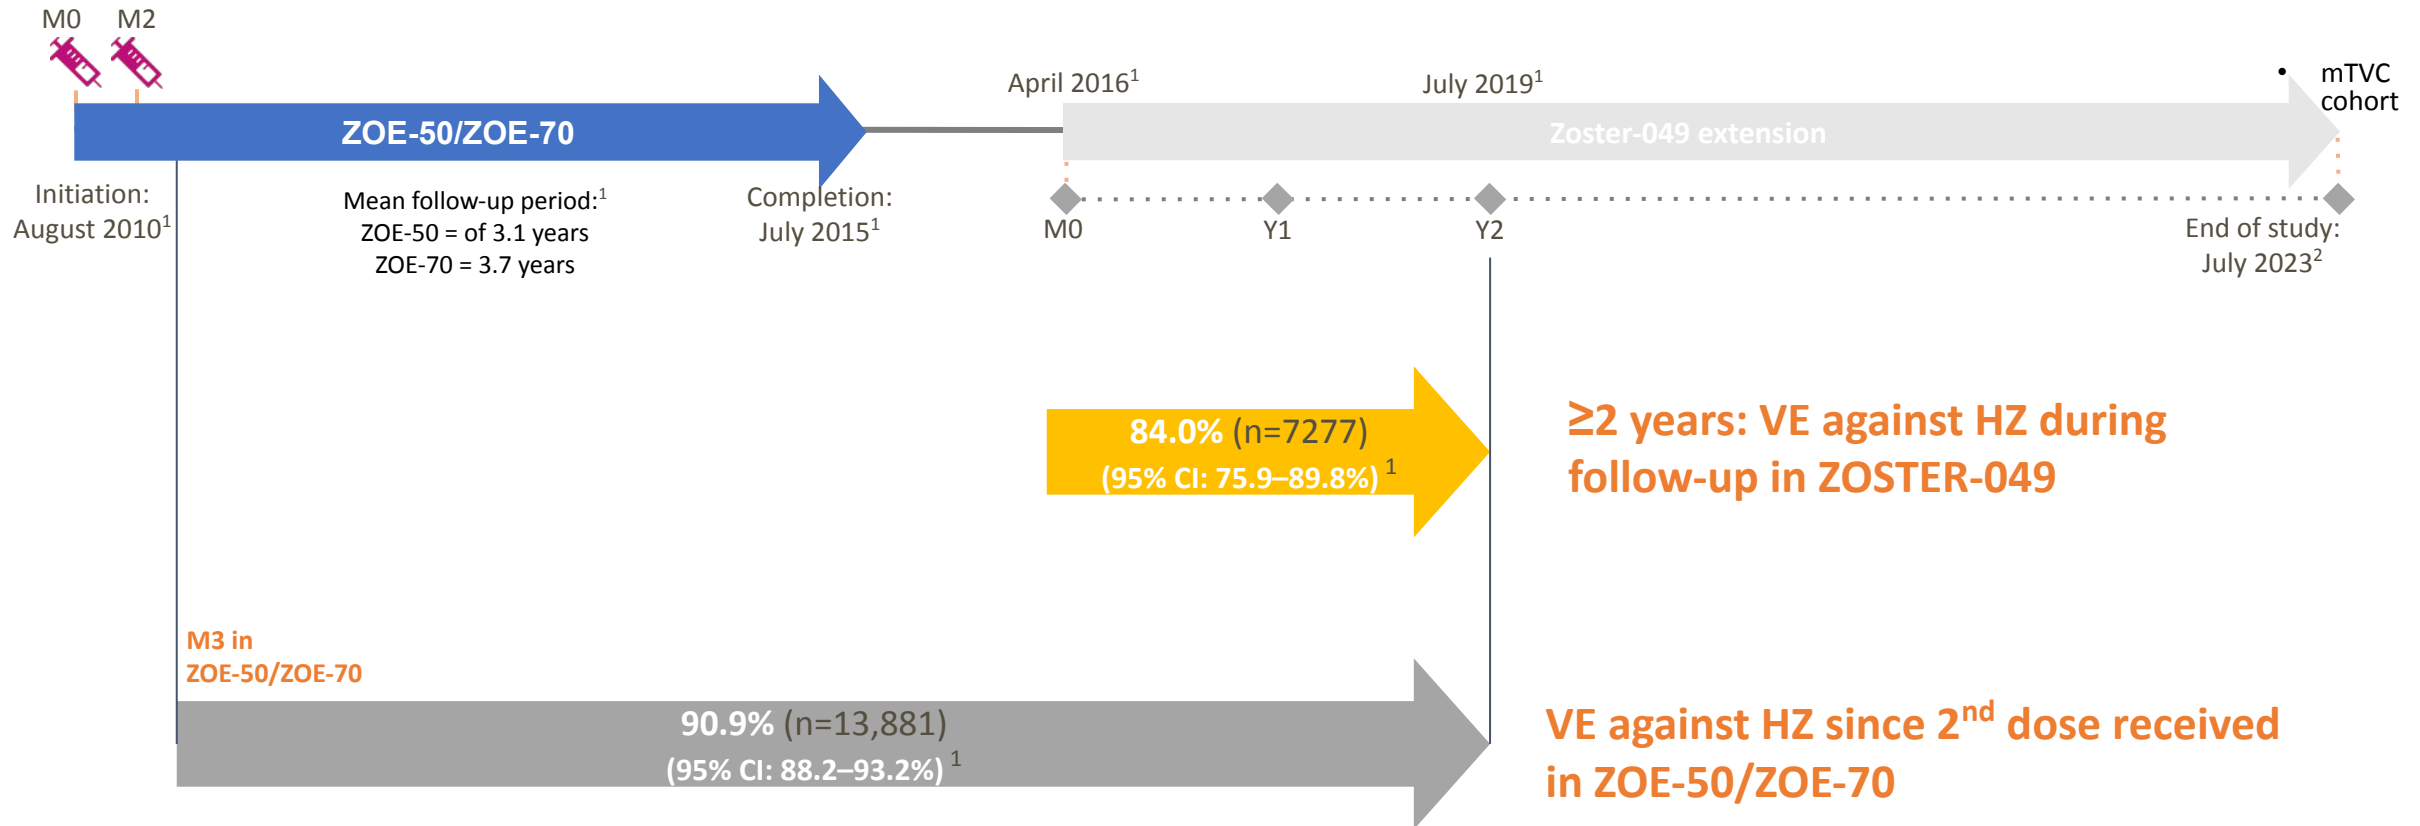 M0
M2
April 2016¹
July 2019¹
• mTVC
cohort
ZOE-50/ZOE-70
Zoster-049 extension
Initiation:
August 2010¹
Mean follow-up period:¹
ZOE-50 = of 3.1 years
ZOE-70 = 3.7 years
Completion:
July 2015¹
M0
Y1
Y2
End of study:
July 2023²
84.0% (n=7277)
(95% CI: 75.9–89.8%) ¹
≥2 years: VE against HZ during
follow-up in ZOSTER-049
M3 in
ZOE-50/ZOE-70
90.9% (n=13,881)
(95% CI: 88.2–93.2%) ¹
VE against HZ since 2nd dose received
in ZOE-50/ZOE-70